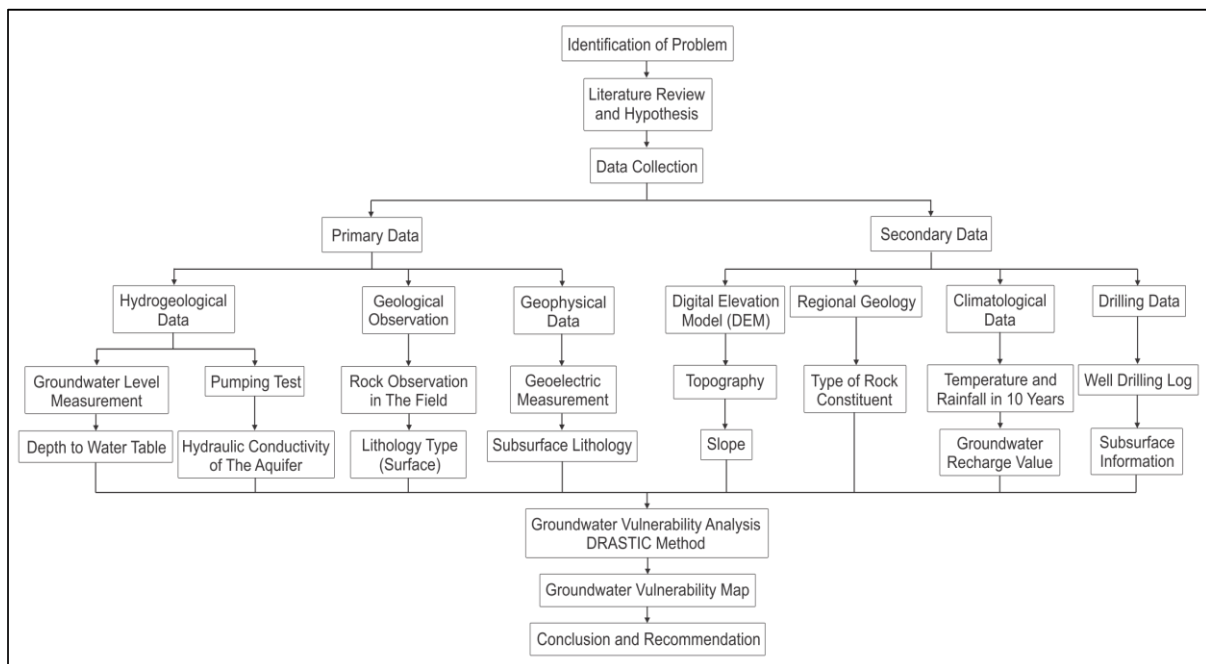 Identification of Problem
Literature Review
and Hypothesis
Data Collection
Primary Data
Secondary Data
Hydrogeological
Data
Geological
Observation
Geophysical
Data
Digital Elevation
Model (DEM)
Regional Geology
Climatological
Data
Drilling Data
Groundwater Level
Measurement
Pumping Test
Rock Observation
in The Field
Geoelectric
Measurement
Topography
Type of Rock
Constituent
Temperature and
Rainfall in 10 Years
Well Drilling Log
Depth to Water Table
Hydraulic Conductivity
of The Aquifer
Lithology Type
(Surface)
Subsurface Lithology
Slope
Groundwater
Recharge Value
Subsurface
Information
Groundwater Vulnerability Analysis
DRASTIC Method
Groundwater Vulnerability Map
Conclusion and Recommendation